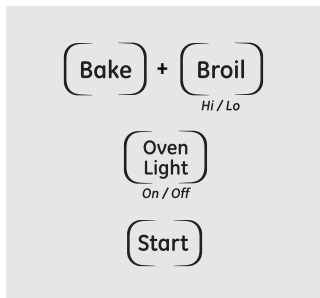 Bake + Broil
Hi / Lo
Oven
Light
On / Off
Start